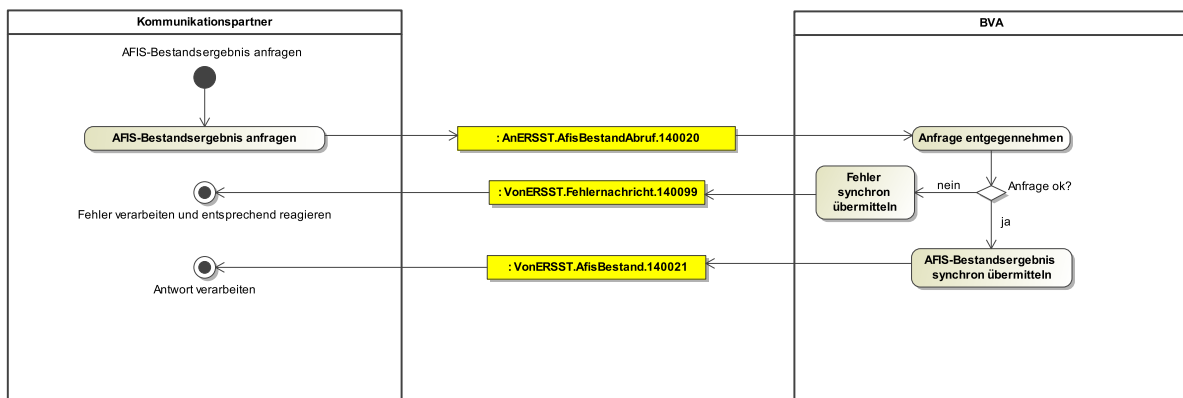 Kommunikationspartner
BVA
AFIS-Bestandsergebnis anfragen
AFIS-Bestandsergebnis anfragen
: AnERSST.AfisBestandAbruf.140020
Anfrage entgegennehmen
Fehler
synchron
übermitteln
nein
Anfrage ok?
: VonERSST.Fehlernachricht.140099
Fehler verarbeiten und entsprechend reagieren
ja
AFIS-Bestandsergebnis
synchron übermitteln
: VonERSST.AfisBestand.140021
Antwort verarbeiten